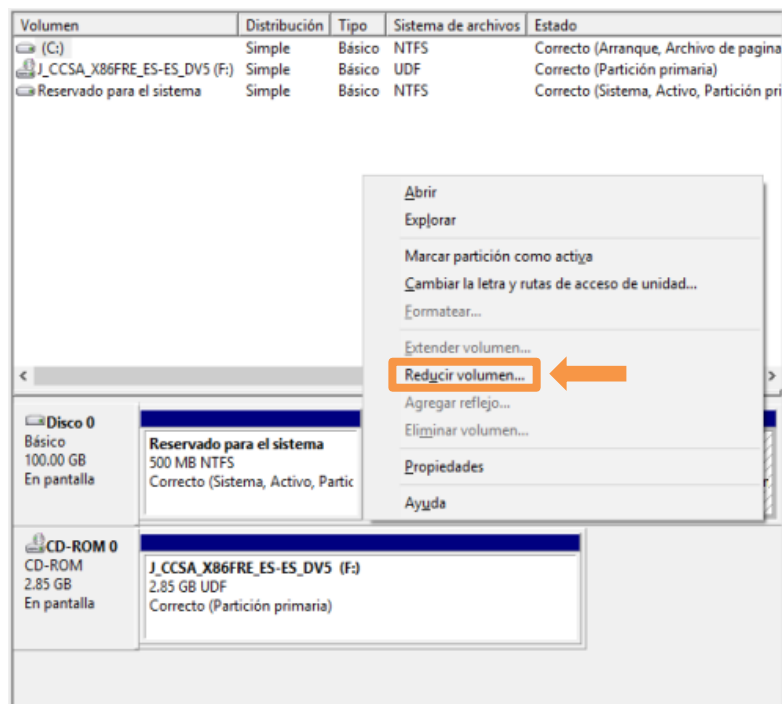 Volumen Distribución Tipo Sistema de archivos Estado
(C:) Simple Básico NTFS Correcto (Arranque, Archivo de pagina
J_CCSA_X86FRE_ES-ES_DV5 (F:) Simple Básico UDF Correcto (Partición primaria)
Reservado para el sistema Simple Básico NTFS Correcto (Sistema, Activo, Partición pri
Abrir
Explorar
Marcar partición como activa
Cambiar la letra y rutas de acceso de unidad...
Formatear...
Extender volumen...
Reducir volumen...
Agregar reflejo...
Eliminar volumen...
Propiedades
Ayuda
Disco 0
Básico
100.00 GB
En pantalla
Reservado para el sistema
500 MB NTFS
Correcto (Sistema, Activo, Partic
CD-ROM 0
CD-ROM
2.85 GB
En pantalla
J_CCSA_X86FRE_ES-ES_DV5 (F:)
2.85 GB UDF
Correcto (Partición primaria)